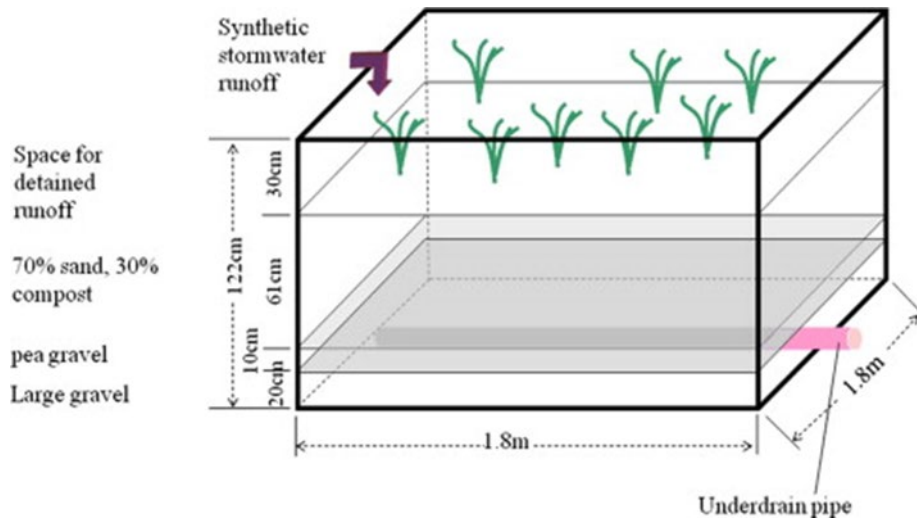 Synthetic
stormwater
runoff
Space for
detained
runoff
30cm
122cm
61cm
70% sand, 30%
compost
10cm
pea gravel
20cm
Large gravel
1.8m
1.8m
Underdrain pipe